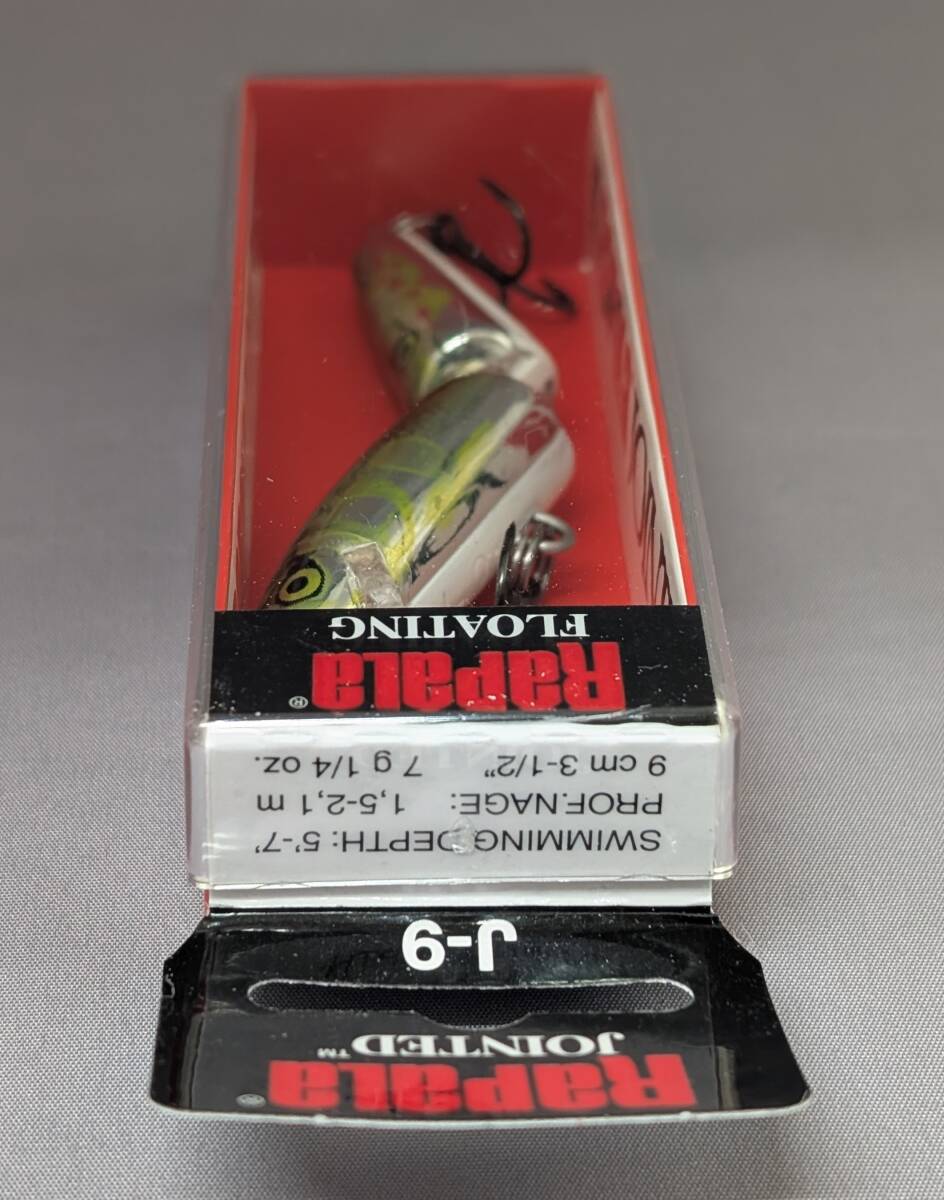 RAPALA®
JOINTED™
J-9
SWIMMING DEPTH: 5'-7'
PROF.NAGE: 1,5-2,1 m
9 cm 3-1/2" 7 g 1/4 oz.
RAPALA®
FLOATING